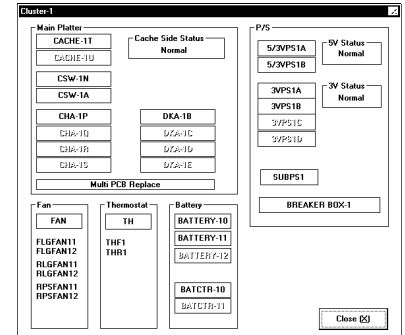 Cluster-1
Main Platter
CACHE-1T
CACHE-1U
Cache Side Status
Normal
CSW-1N
CSW-1A
CHA-1P
DKA-1B
CHA-1Q
DKA-1C
CHA-1R
DKA-1D
CHA-1S
DKA-1E
Multi PCB Replace
Fan
FAN
FLGFAN11
FLGFAN12
RLGFAN11
RLGFAN12
RPSFAN11
RPSFAN12
Thermostat
TH
THF1
THR1
Battery
BATTERY-10
BATTERY-11
BATTERY-12
BATCTR-10
BATCTR-11
P/S
5/3VPS1A
5/3VPS1B
5V Status
Normal
3VPS1A
3VPS1B
3VPS1C
3VPS1D
3V Status
Normal
SUBPS1
BREAKER BOX-1
Close (X)